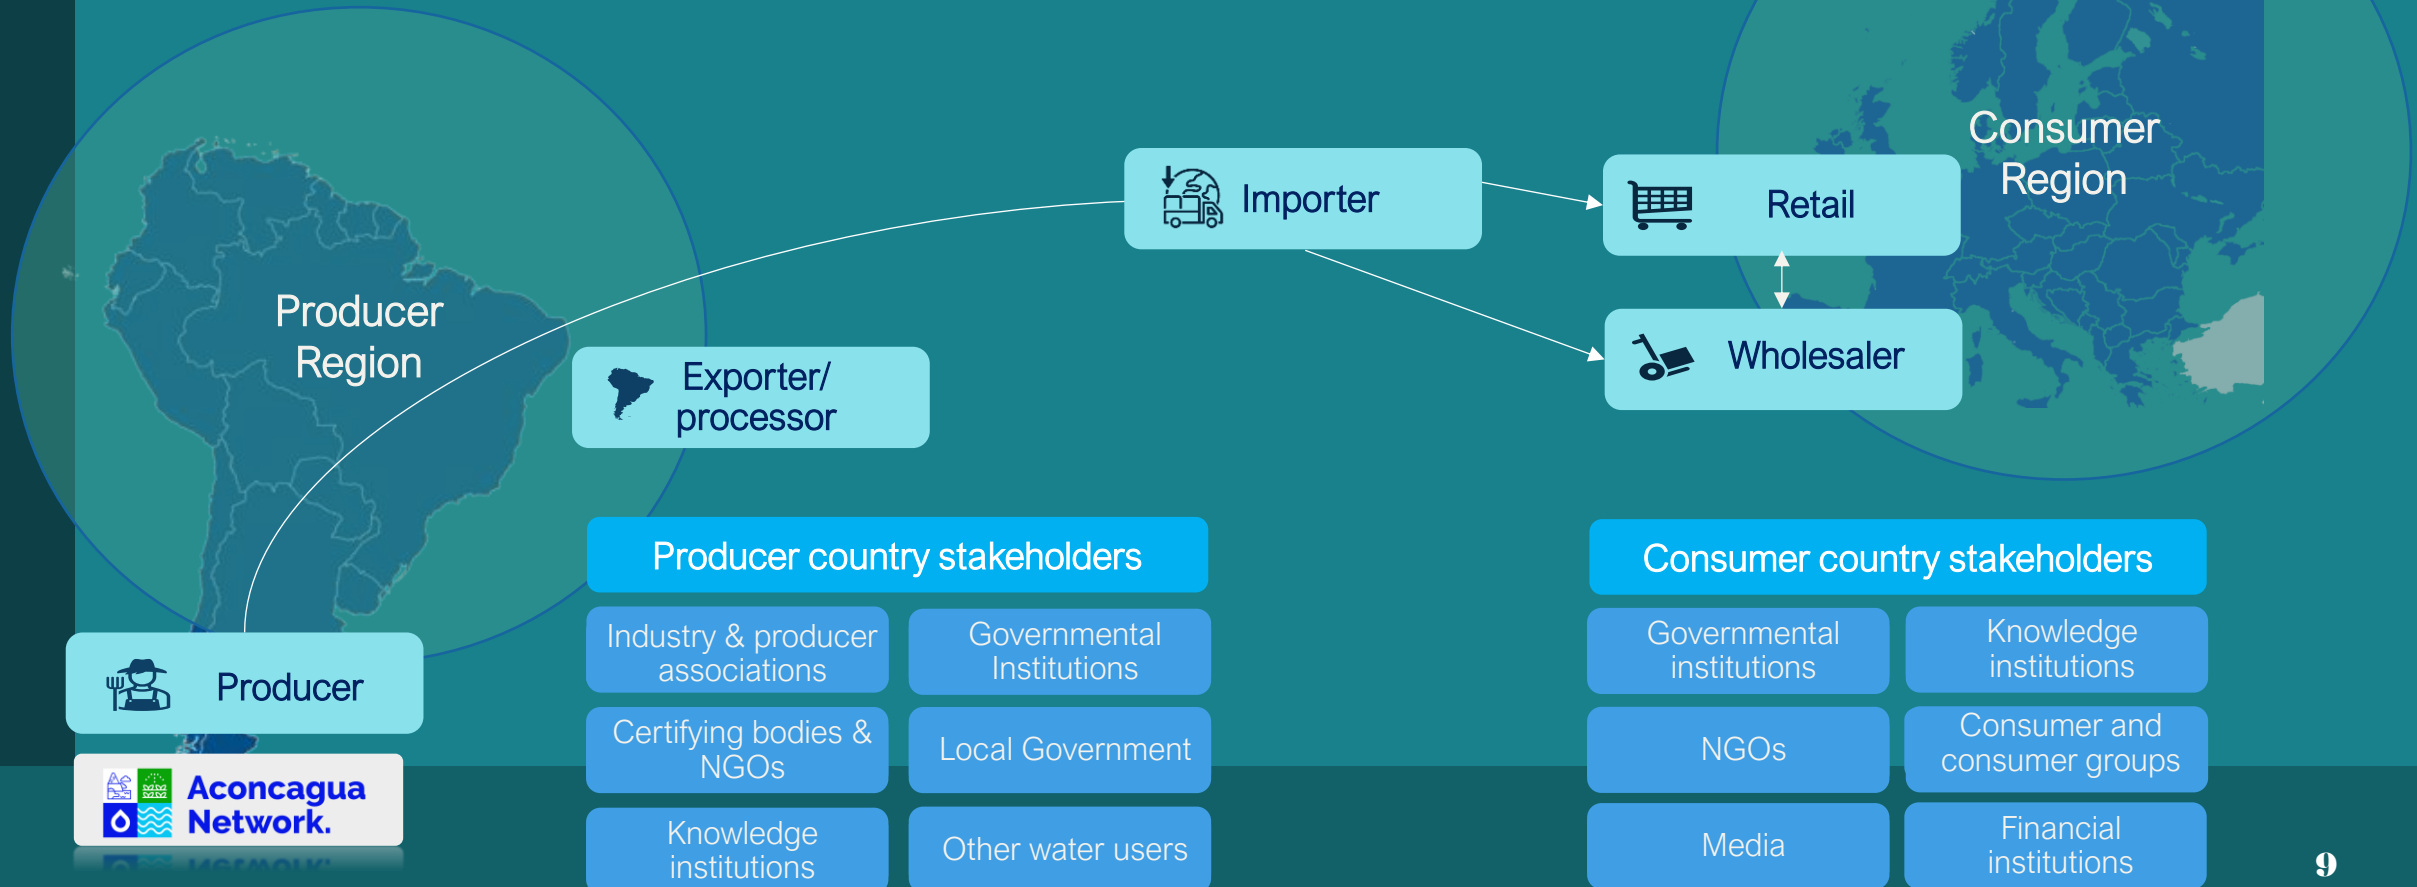 Producer
Region
Exporter/
processor
Importer
Retail
Wholesaler
Consumer
Region
Producer
Aconcagua
Network.
Producer country stakeholders
Industry & producer
associations
Governmental
Institutions
Certifying bodies &
NGOs
Local Government
Knowledge
institutions
Other water users
Consumer country stakeholders
Governmental
institutions
Knowledge
institutions
NGOs
Consumer and
consumer groups
Media
Financial
institutions
9